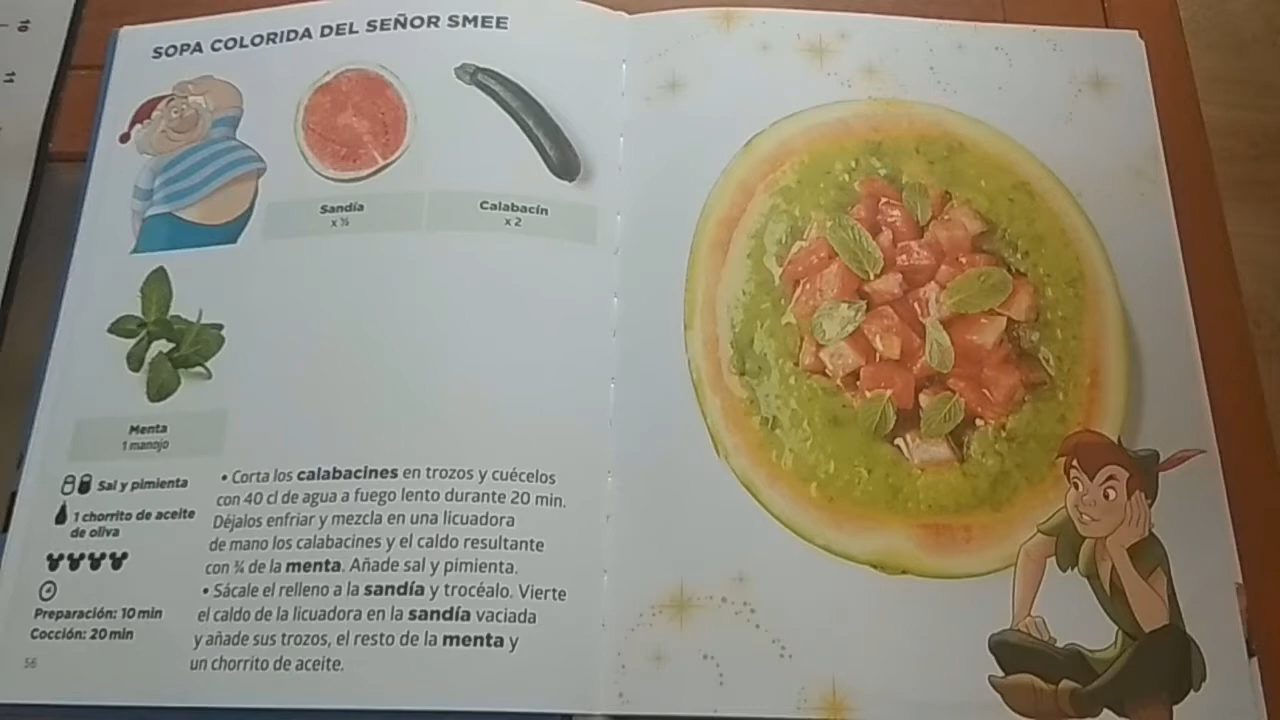 SOPA COLORIDA DEL SEÑOR SMEE
Sandía
x ½
Calabacín
x 2
Menta
1 manojo
Sal y pimienta
1 chorrito de aceite
de oliva
Preparación: 10 min
Cocción: 20 min
• Corta los calabacines en trozos y cuécelos
con 40 cl de agua a fuego lento durante 20 min.
Déjalos enfriar y mezcla en una licuadora
de mano los calabacines y el caldo resultante
con ¾ de la menta. Añade sal y pimienta.
• Sácale el relleno a la sandía y trocéalo. Vierte
el caldo de la licuadora en la sandía vaciada
y añade sus trozos, el resto de la menta y
un chorrito de aceite.
56
10
11